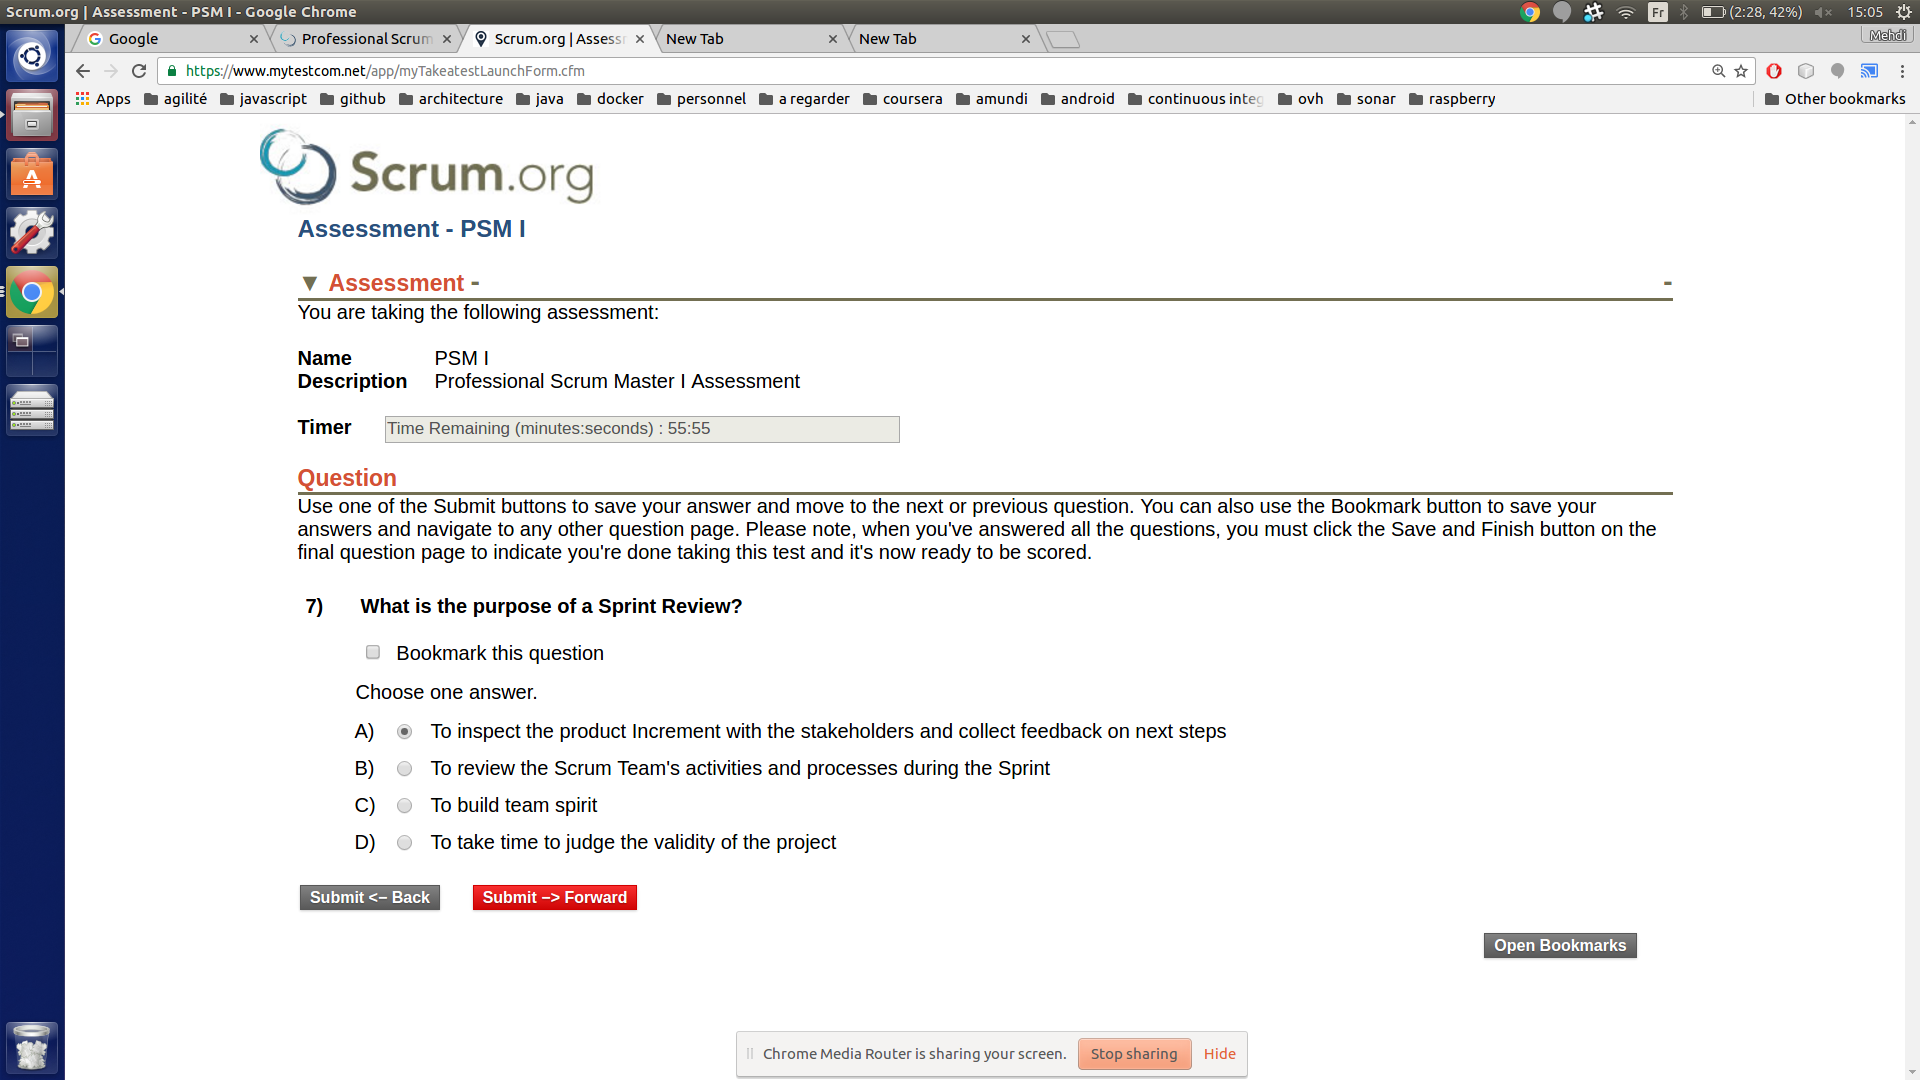 Scrum.org | Assessment - PSM I - Google Chrome
Fr
(2:28, 42%)
15:05
Google
Professional Scrum
Scrum.org | Assess
New Tab
New Tab
Mehdi
https://www.mytestcom.net/app/myTakeatestLaunchForm.cfm
Apps
agilité
javascript
github
architecture
java
docker
personnel
a regarder
coursera
amundi
android
continuous integ
ovh
sonar
raspberry
Other bookmarks
Scrum.org
Assessment - PSM I
▼ Assessment - -
You are taking the following assessment:
Name PSM I
Description Professional Scrum Master I Assessment
Timer Time Remaining (minutes:seconds) : 55:55
Question
Use one of the Submit buttons to save your answer and move to the next or previous question. You can also use the Bookmark button to save your
answers and navigate to any other question page. Please note, when you've answered all the questions, you must click the Save and Finish button on the
final question page to indicate you're done taking this test and it's now ready to be scored.
7) What is the purpose of a Sprint Review?
Bookmark this question
Choose one answer.
A) To inspect the product Increment with the stakeholders and collect feedback on next steps
B) To review the Scrum Team's activities and processes during the Sprint
C) To build team spirit
D) To take time to judge the validity of the project
Submit <– Back
Submit –> Forward
Open Bookmarks
Chrome Media Router is sharing your screen.
Stop sharing
Hide